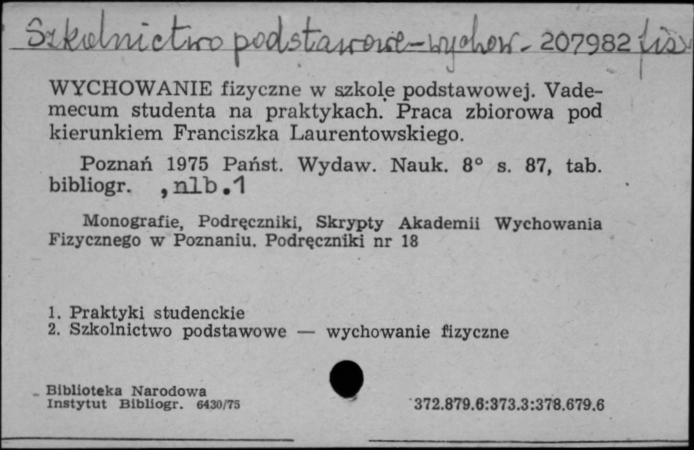 Szkolnictwo podstawowe - wychow. 207982 fiz.
WYCHOWANIE fizyczne w szkole podstawowej. Vade-
mecum studenta na praktykach. Praca zbiorowa pod
kierunkiem Franciszka Laurentowskiego.
Poznań 1975 Państ. Wydaw. Nauk. 8° s. 87, tab.
bibliogr. , nlb.1
Monografie, Podręczniki, Skrypty Akademii Wychowania
Fizycznego w Poznaniu. Podręczniki nr 18
1. Praktyki studenckie
2. Szkolnictwo podstawowe — wychowanie fizyczne
Biblioteka Narodowa
Instytut Bibliogr. 6430/75
372.879.6:373.3:378.679.6